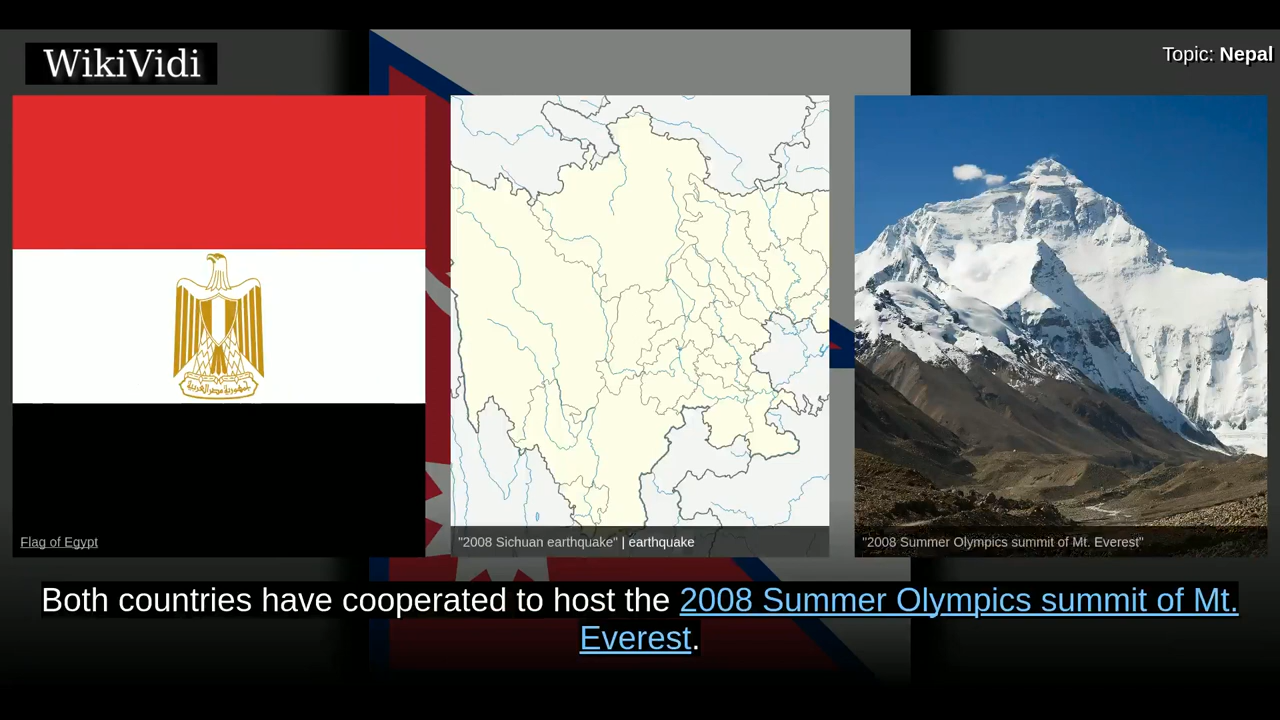 WikiVidi
Topic: Nepal
Flag of Egypt
"2008 Sichuan earthquake" | earthquake
"2008 Summer Olympics summit of Mt. Everest"
Both countries have cooperated to host the 2008 Summer Olympics summit of Mt.
Everest.